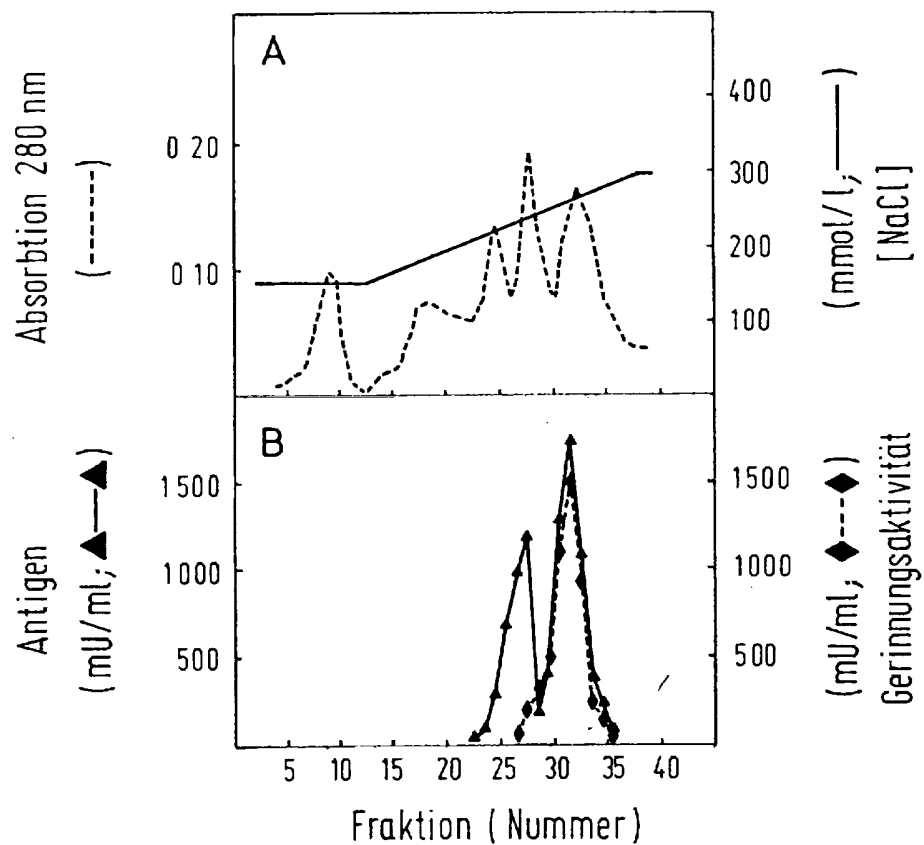 A
Absorbtion 280 nm
(-----)
0 20
0 10
400
300
200
100
(mmol/l; ——)
[NaCl]
B
Antigen
(mU/ml; ▲—▲)
1500
1000
500
1500
1000
500
(mU/ml; ◆---◆)
Gerinnungsaktivität
5 10 15 20 25 30 35 40
Fraktion (Nummer)